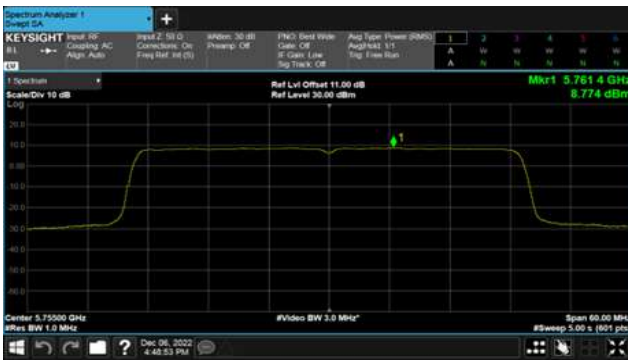 Spectrum Analyzer 1
Swept SA
KEYSIGHT Input: RF
Coupling: AC
Align: Auto
Input Z: 50 Ω
Corrections: On
Freq Ref: Int (S)
#Atten: 30 dB
Preamp: Off
PNO: Best Wide
Gate: Off
IF Gain: Low
Sig Track: Off
Avg Type: Power (RMS)
Avg|Hold: 1/1
Trig: Free Run
1 2 3 4 5 6
A W W W W W
A N N N N N
1 Spectrum
Scale/Div 10 dB
Ref Lvl Offset 11.00 dB
Ref Level 30.00 dBm
Mkr1 5.761 4 GHz
8.774 dBm
Log
20.0
10.0
0.00
-10.0
-20.0
-30.0
-40.0
-50.0
-60.0
1
Center 5.75500 GHz
#Res BW 1.0 MHz
#Video BW 3.0 MHz*
Span 60.00 MHz
#Sweep 5.00 s (601 pts)
? Dec 06, 2022
4:48:53 PM